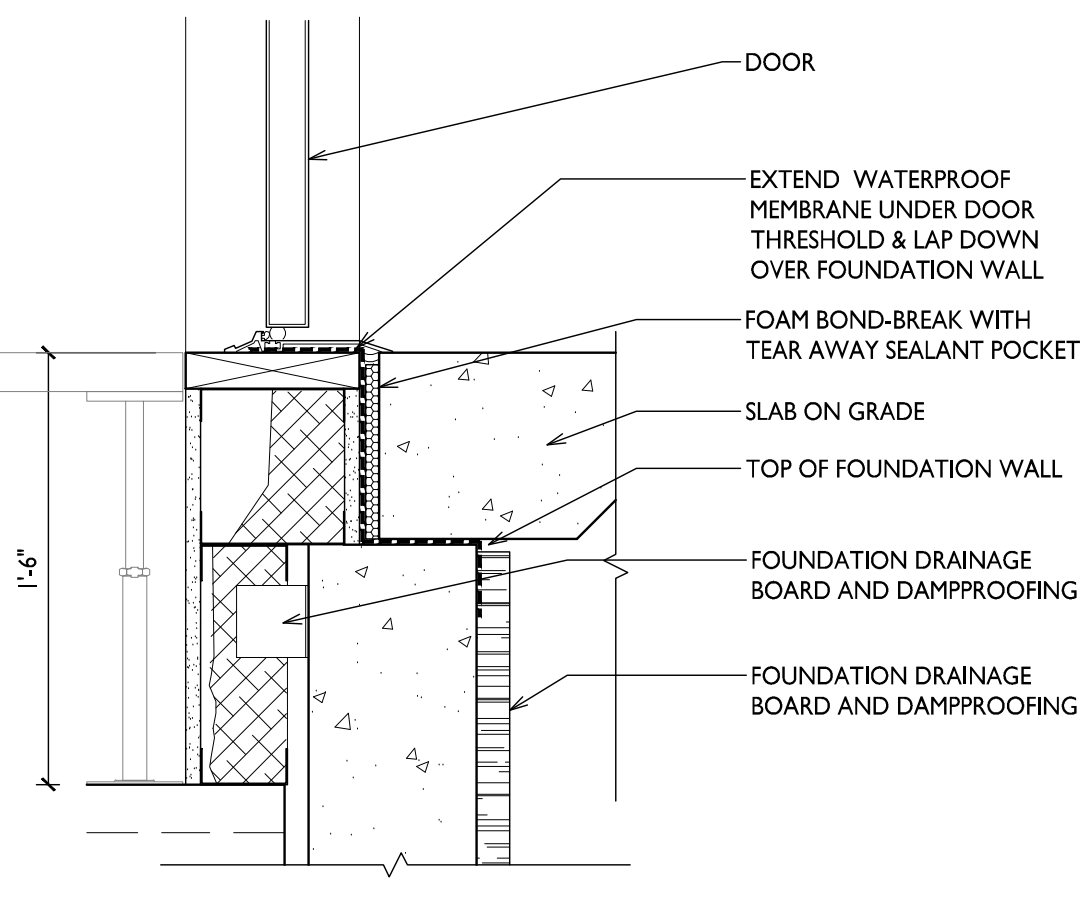 DOOR
EXTEND WATERPROOF
MEMBRANE UNDER DOOR
THRESHOLD & LAP DOWN
OVER FOUNDATION WALL
FOAM BOND-BREAK WITH
TEAR AWAY SEALANT POCKET
SLAB ON GRADE
TOP OF FOUNDATION WALL
1'-6"
FOUNDATION DRAINAGE
BOARD AND DAMPPROOFING
FOUNDATION DRAINAGE
BOARD AND DAMPPROOFING